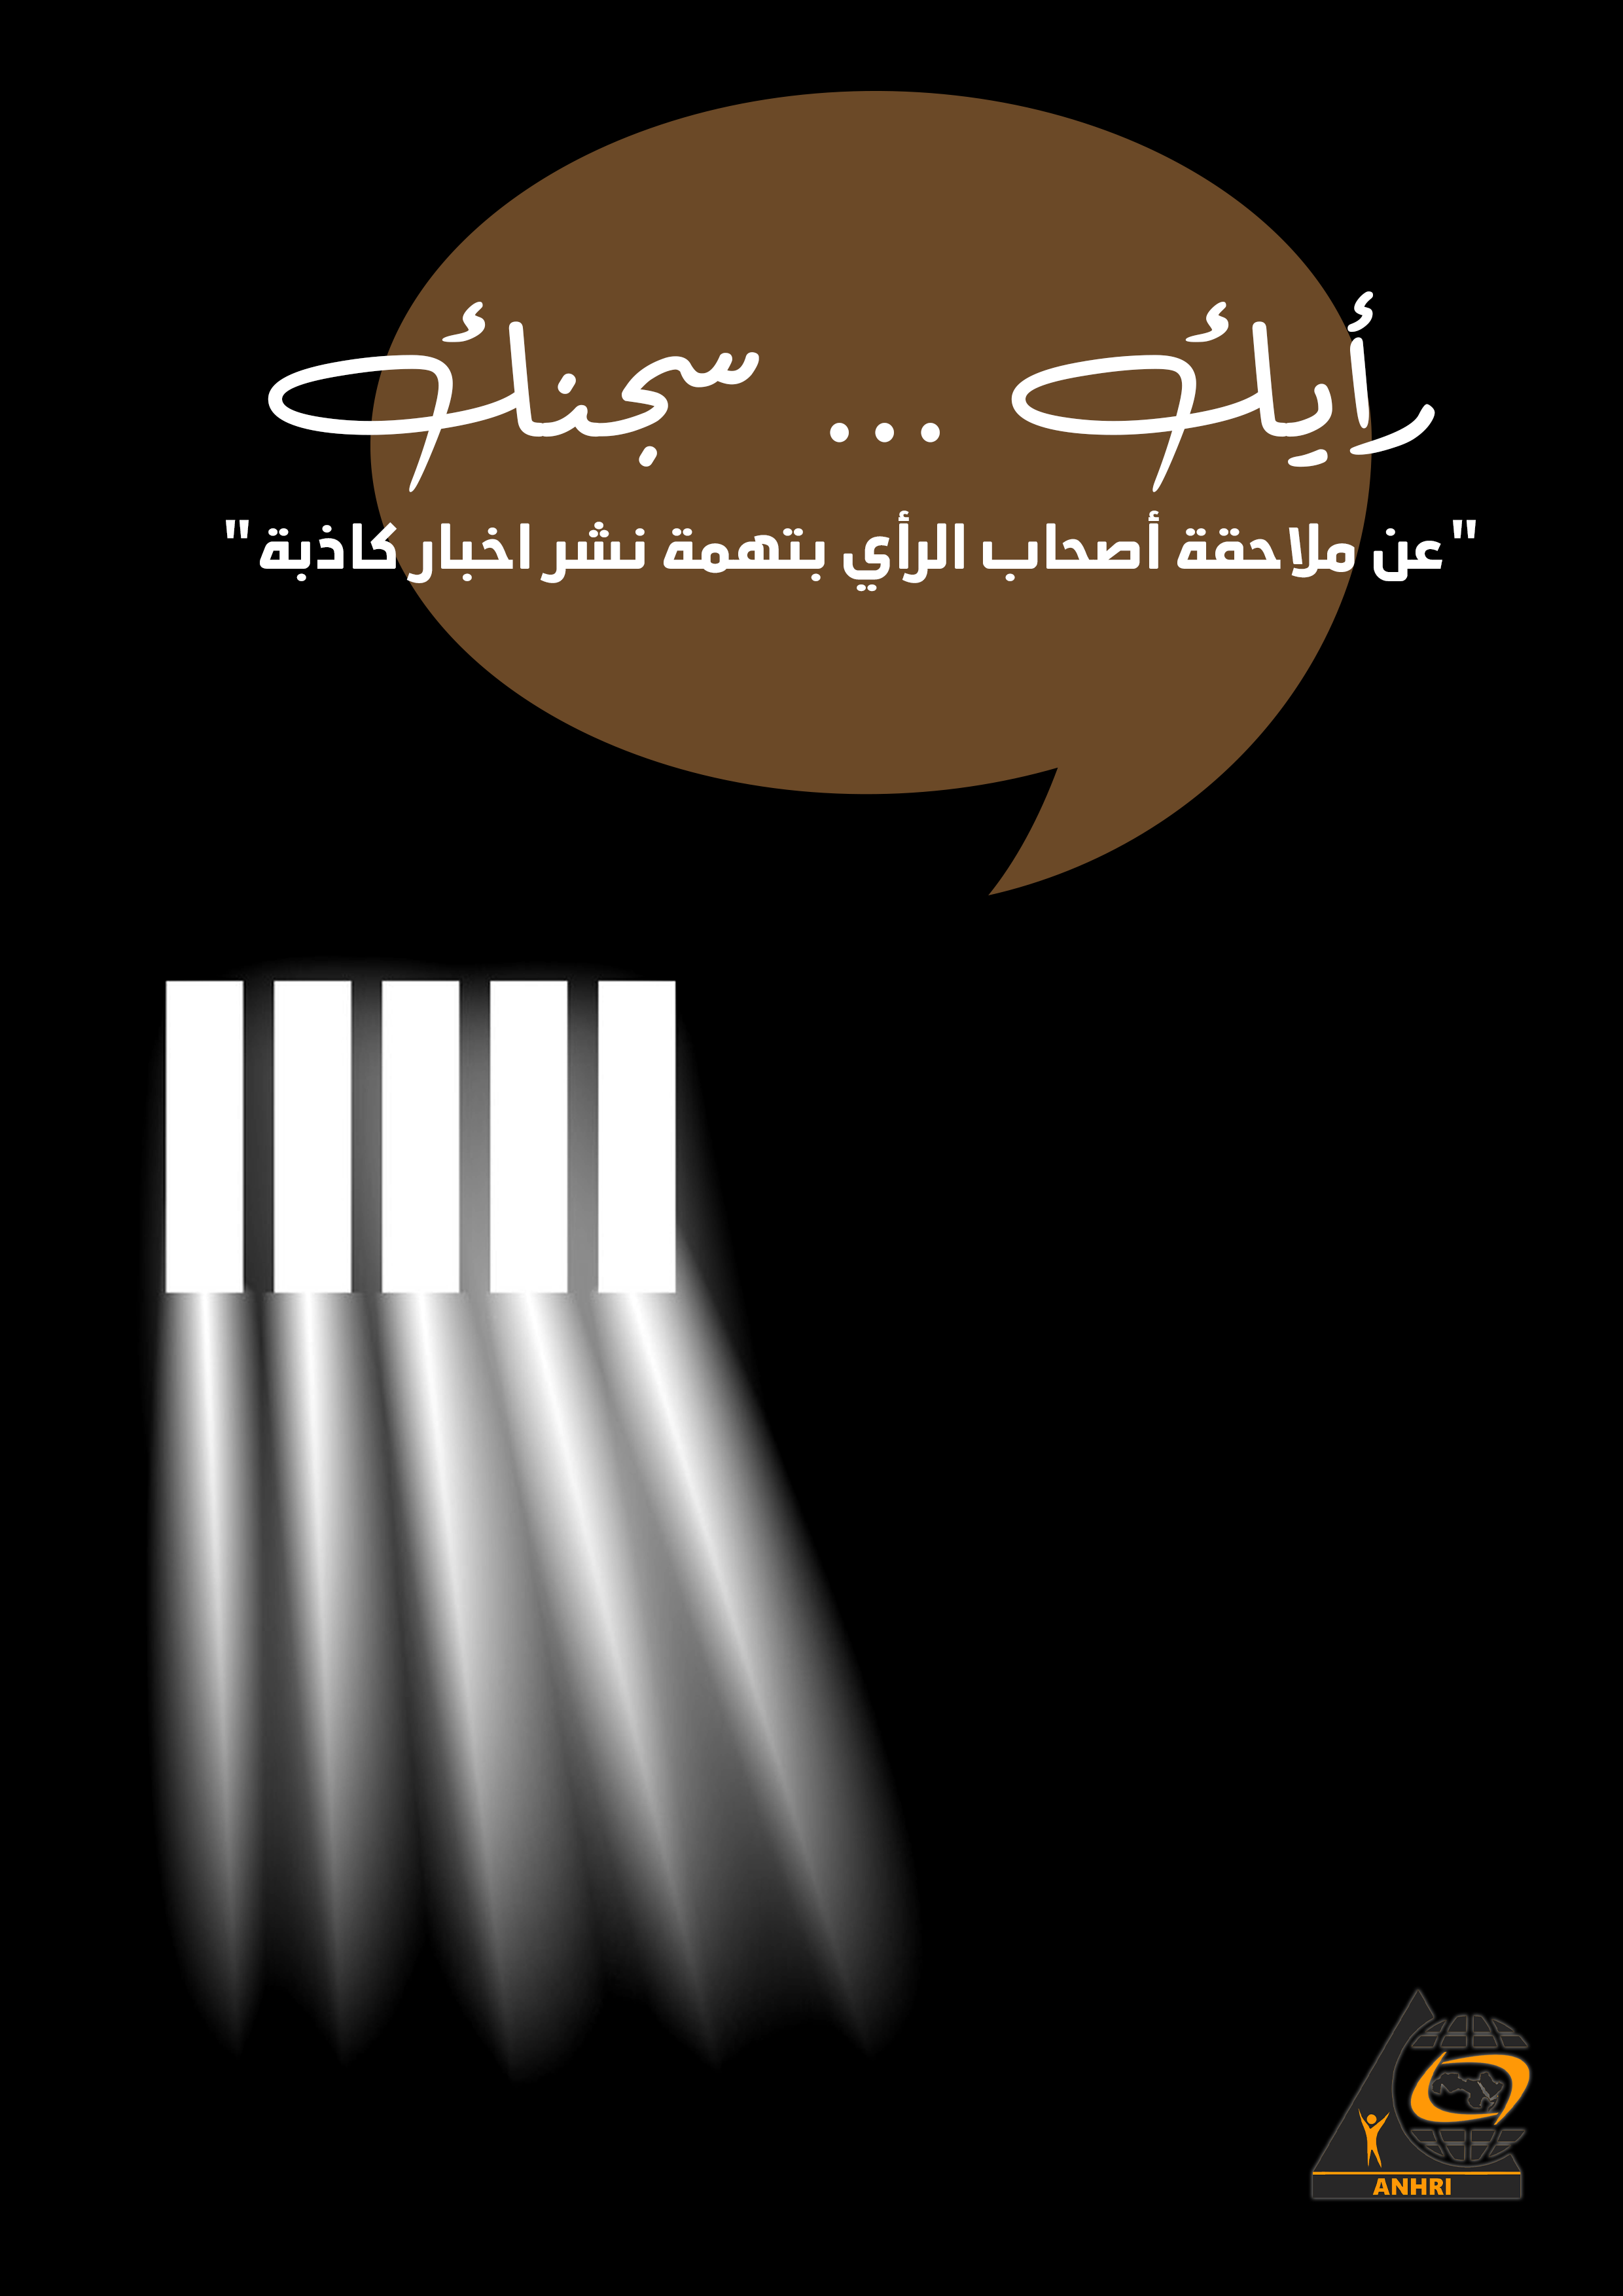 رأيك ... سجنك
"عن ملاحقة أصحاب الرأي بتهمة نشر اخبار كاذبة"
ANHRI